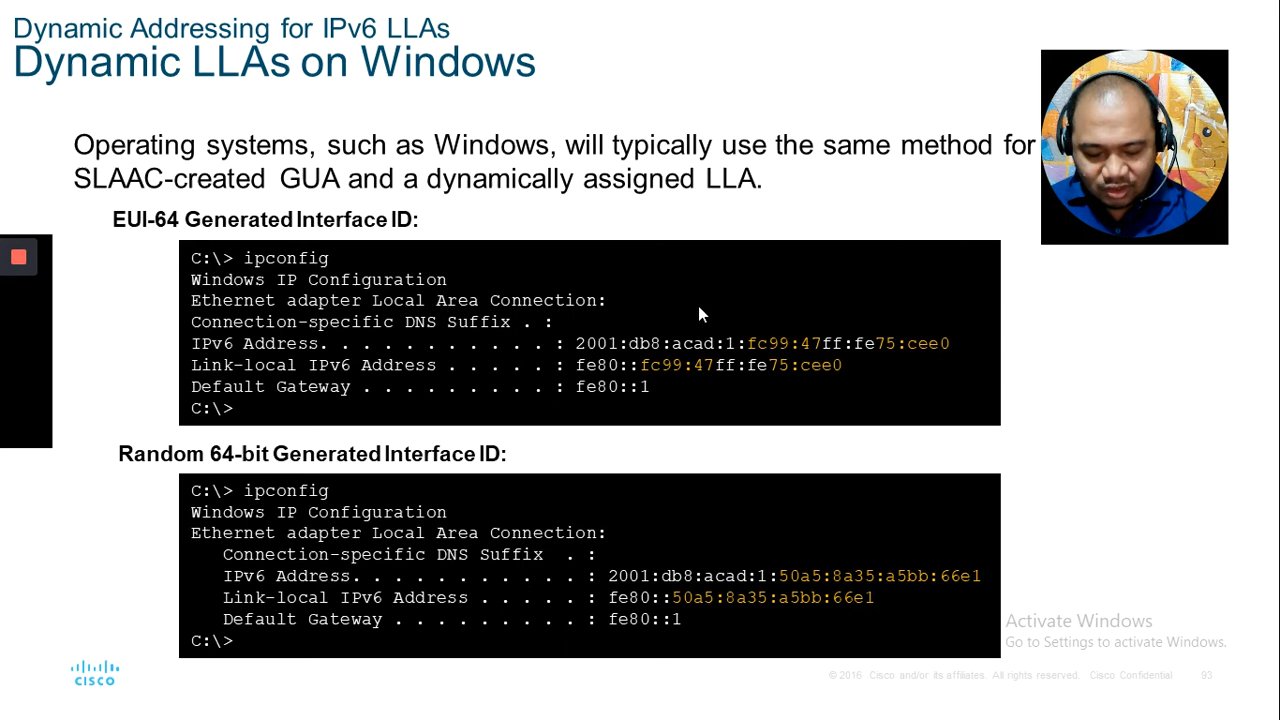 Dynamic Addressing for IPv6 LLAs
Dynamic LLAs on Windows
Operating systems, such as Windows, will typically use the same method for
SLAAC-created GUA and a dynamically assigned LLA.
EUI-64 Generated Interface ID:
C:\> ipconfig
Windows IP Configuration
Ethernet adapter Local Area Connection:
Connection-specific DNS Suffix . :
IPv6 Address. . . . . . . . . . . : 2001:db8:acad:1:fc99:47ff:fe75:cee0
Link-local IPv6 Address . . . . . : fe80::fc99:47ff:fe75:cee0
Default Gateway . . . . . . . . . : fe80::1
C:\>
Random 64-bit Generated Interface ID:
C:\> ipconfig
Windows IP Configuration
Ethernet adapter Local Area Connection:
Connection-specific DNS Suffix . :
IPv6 Address. . . . . . . . . . . : 2001:db8:acad:1:50a5:8a35:a5bb:66e1
Link-local IPv6 Address . . . . . : fe80::50a5:8a35:a5bb:66e1
Default Gateway . . . . . . . . . : fe80::1
C:\>
Activate Windows
Go to Settings to activate Windows.
CISCO
© 2016 Cisco and/or its affiliates. All rights reserved. Cisco Confidential 93